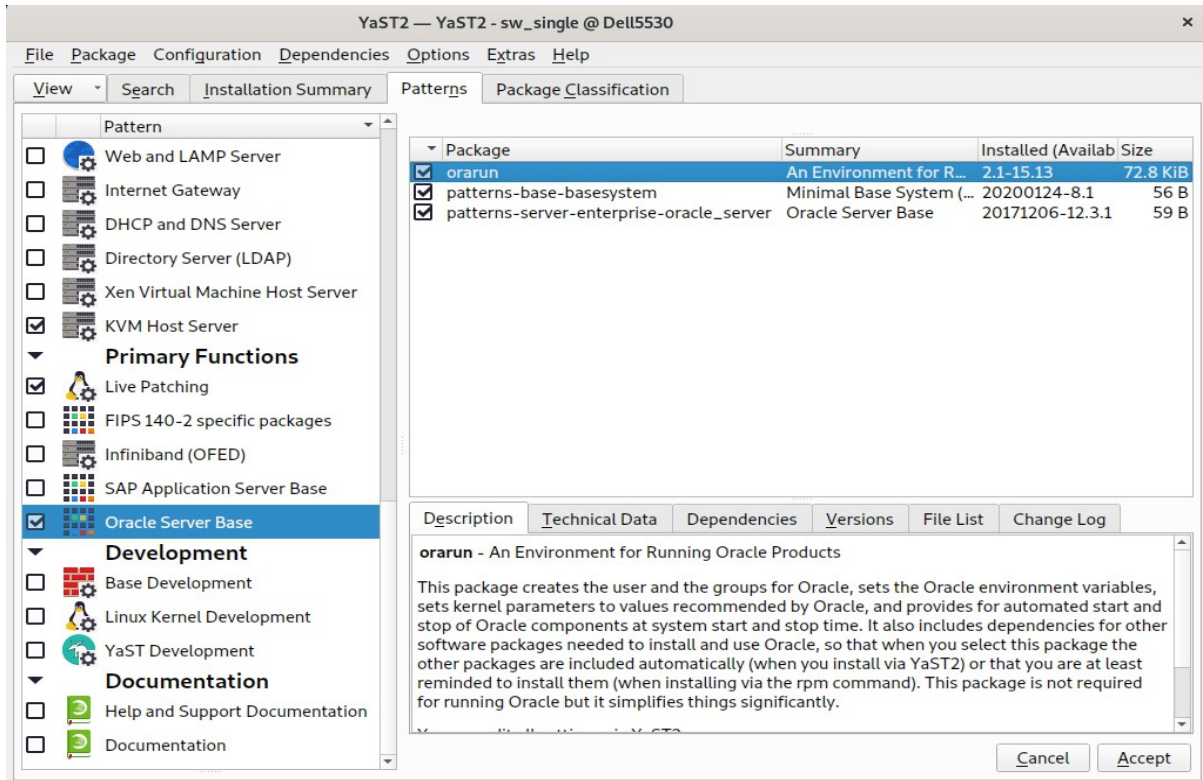 YaST2 — YaST2 - sw_single @ Dell5530
File Package Configuration Dependencies Options Extras Help
View Search Installation Summary Patterns Package Classification
Pattern
Web and LAMP Server
Internet Gateway
DHCP and DNS Server
Directory Server (LDAP)
Xen Virtual Machine Host Server
KVM Host Server
Primary Functions
Live Patching
FIPS 140-2 specific packages
Infiniband (OFED)
SAP Application Server Base
Oracle Server Base
Development
Base Development
Linux Kernel Development
YaST Development
Documentation
Help and Support Documentation
Documentation
Package Summary Installed (Availab Size
orarun An Environment for R... 2.1-15.13 72.8 KiB
patterns-base-basesystem Minimal Base System (... 20200124-8.1 56 B
patterns-server-enterprise-oracle_server Oracle Server Base 20171206-12.3.1 59 B
Description Technical Data Dependencies Versions File List Change Log
orarun - An Environment for Running Oracle Products
This package creates the user and the groups for Oracle, sets the Oracle environment variables,
sets kernel parameters to values recommended by Oracle, and provides for automated start and
stop of Oracle components at system start and stop time. It also includes dependencies for other
software packages needed to install and use Oracle, so that when you select this package the
other packages are included automatically (when you install via YaST2) or that you are at least
reminded to install them (when installing via the rpm command). This package is not required
for running Oracle but it simplifies things significantly.
Cancel Accept